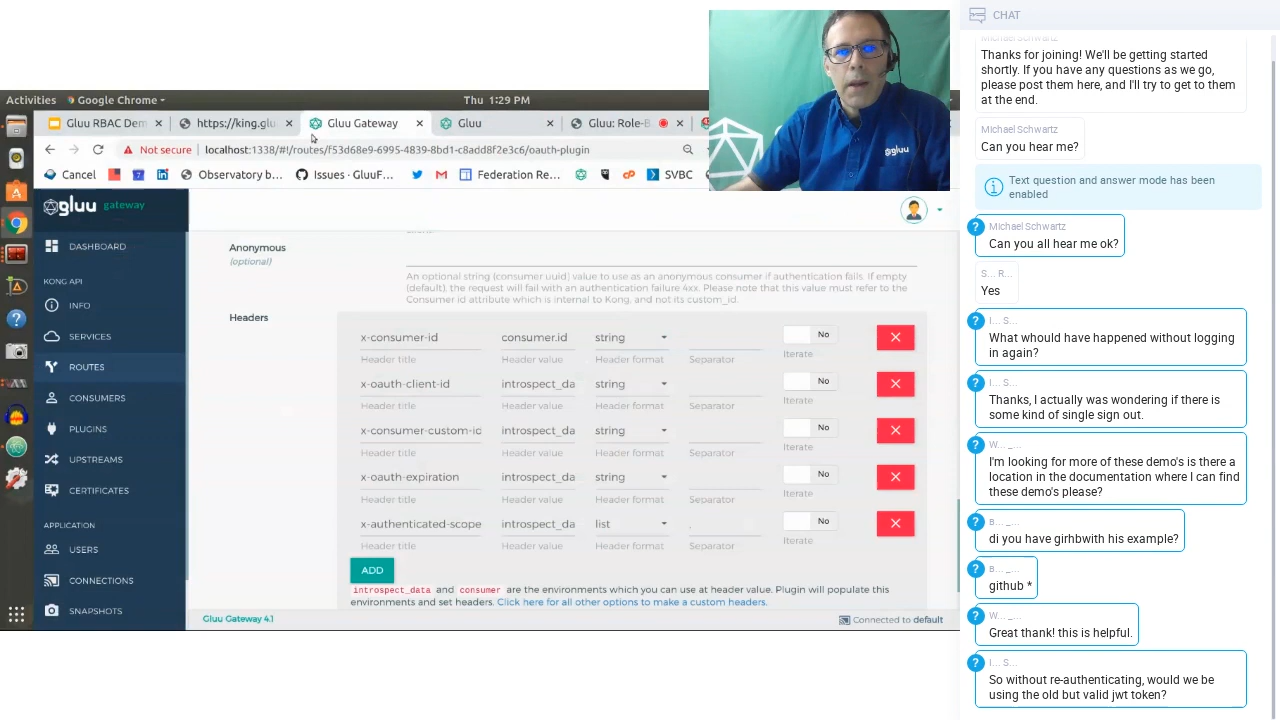 CHAT
Michael Schwartz
Thanks for joining! We'll be getting started
shortly. If you have any questions as we go,
please post them here, and I'll try to get to them
at the end.
Michael Schwartz
Can you hear me?
Text question and answer mode has been
enabled
? Michael Schwartz
Can you all hear me ok?
S... R...
Yes
? I... S...
What whould have happened without logging
in again?
? I... S...
Thanks, I actually was wondering if there is
some kind of single sign out.
? W... _...
I'm looking for more of these demo's is there a
location in the documentation where I can find
these demo's please?
? B... _...
di you have girhbwith his example?
? B... _...
github *
? W... _...
Great thank! this is helpful.
? I... S...
So without re-authenticating, would we be
using the old but valid jwt token?
Activities Google Chrome Thu 1:29 PM
Gluu RBAC Dem https://king.glu Gluu Gateway Gluu Gluu: Role-B
Not secure localhost:1338/#!/routes/f53d68e9-6995-4839-8bd1-c8add8f2e3c6/oauth-plugin
Cancel Observatory b... Issues · GluuF... Federation Re... SVBC
gluu
gluu gateway
DASHBOARD
KONG API
INFO
SERVICES
ROUTES
CONSUMERS
PLUGINS
UPSTREAMS
CERTIFICATES
APPLICATION
USERS
CONNECTIONS
SNAPSHOTS
Anonymous
(optional)
An optional string (consumer uuid) value to use as an anonymous consumer if authentication fails. If empty
(default), the request will fail with an authentication failure 4xx. Please note that this value must refer to the
Consumer id attribute which is internal to Kong, and not its custom_id.
Headers
x-consumer-id consumer.id string No
Header title Header value Header format Separator Iterate
x-oauth-client-id introspect_da string No
Header title Header value Header format Separator Iterate
x-consumer-custom-id introspect_da string No
Header title Header value Header format Separator Iterate
x-oauth-expiration introspect_da string No
Header title Header value Header format Separator Iterate
x-authenticated-scope introspect_da list , No
Header title Header value Header format Separator Iterate
ADD
introspect_data and consumer are the environments which you can use at header value. Plugin will populate this
environments and set headers. Click here for all other options to make a custom headers.
Gluu Gateway 4.1 Connected to default